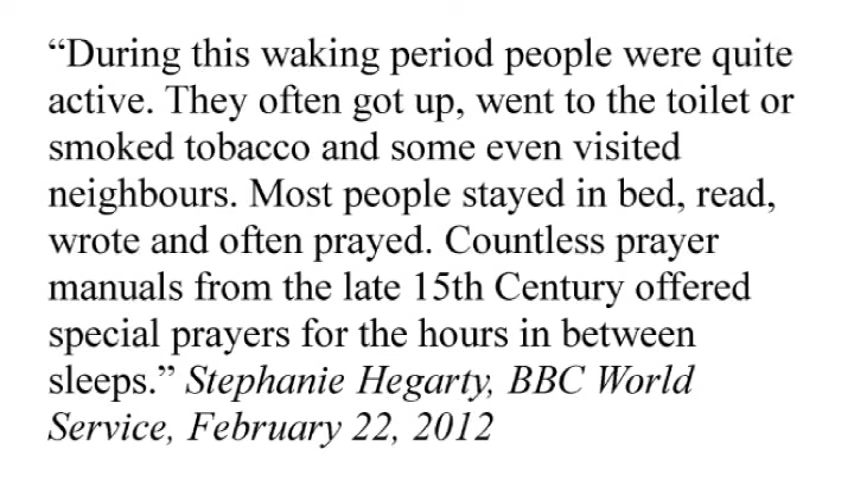 “During this waking period people were quite
active. They often got up, went to the toilet or
smoked tobacco and some even visited
neighbours. Most people stayed in bed, read,
wrote and often prayed. Countless prayer
manuals from the late 15th Century offered
special prayers for the hours in between
sleeps.” Stephanie Hegarty, BBC World
Service, February 22, 2012